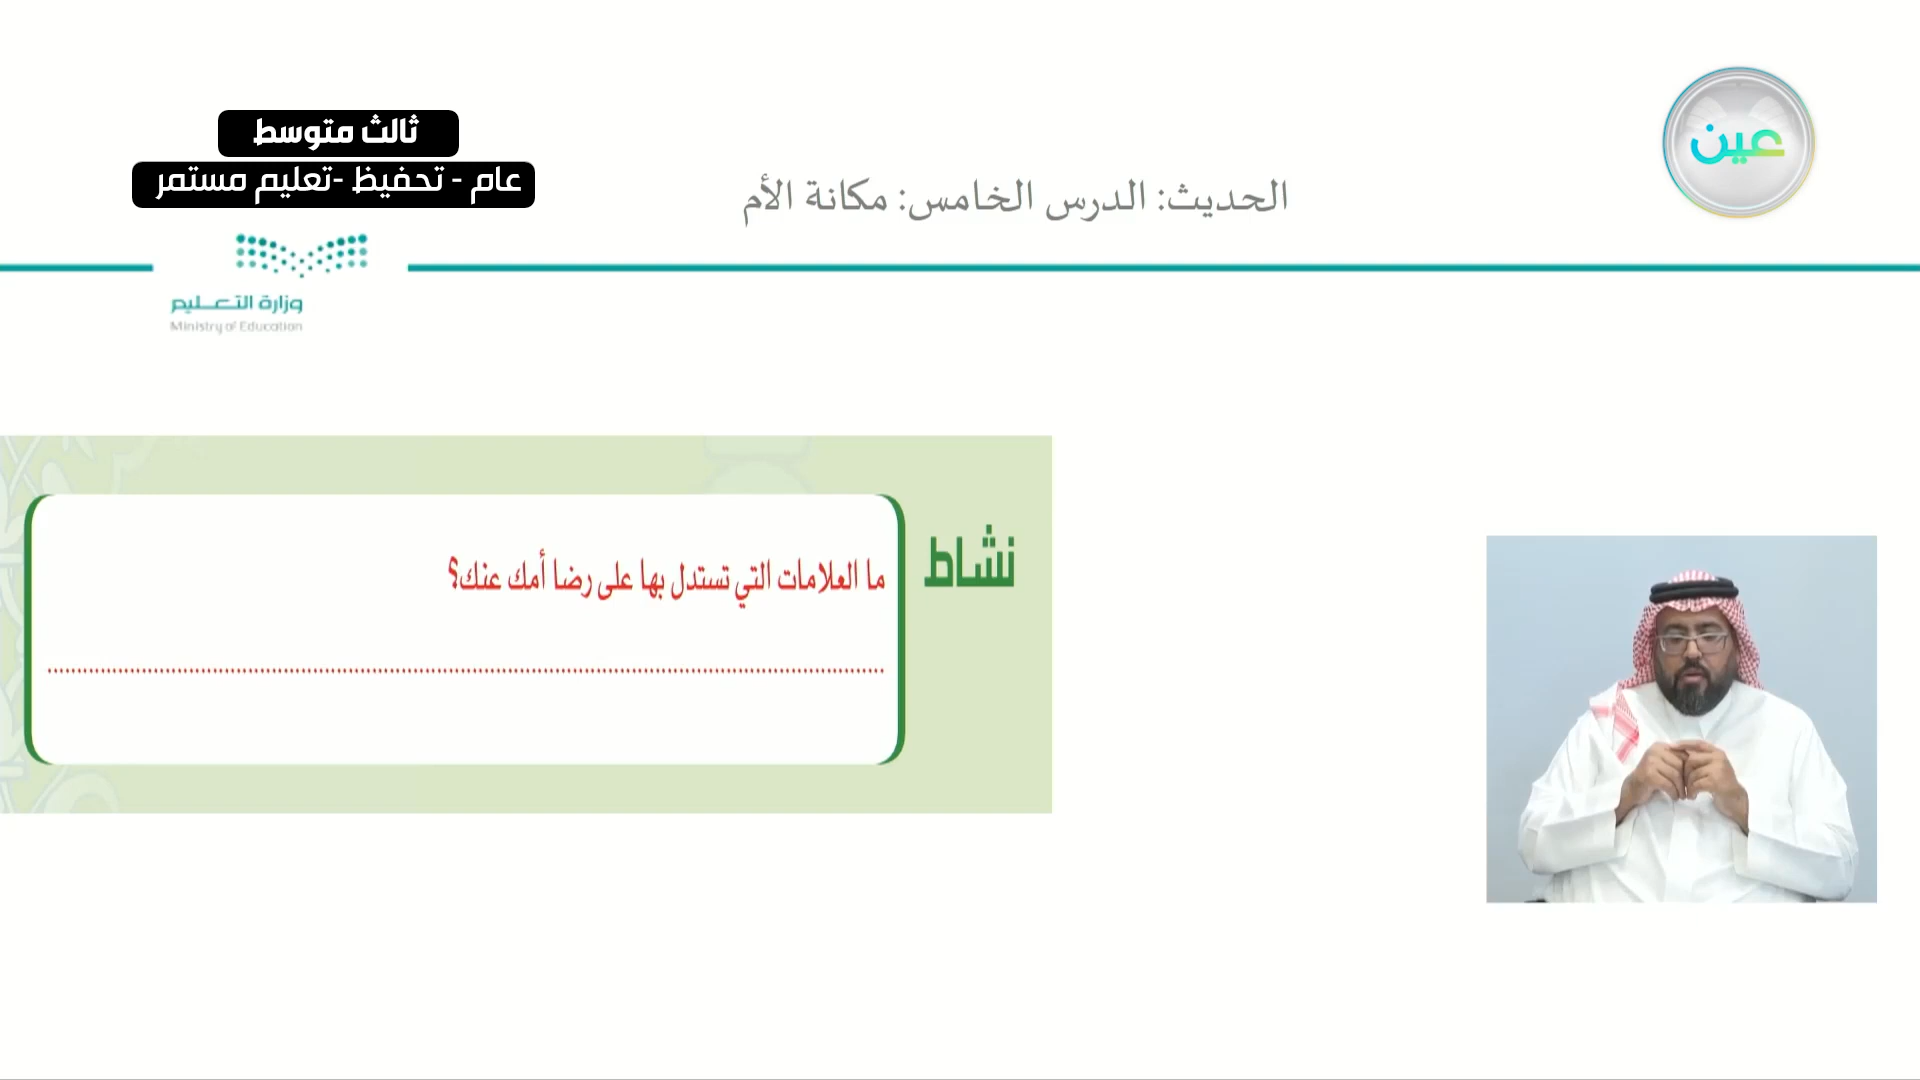 ثالث متوسط
عام - تحفيظ -تعليم مستمر
عين
الحديث: الدرس الخامس: مكانة الأم
وزارة التعـــليم
Ministry of Education
نشاط
ما العلامات التي تستدل بها على رضا أمك عنك؟